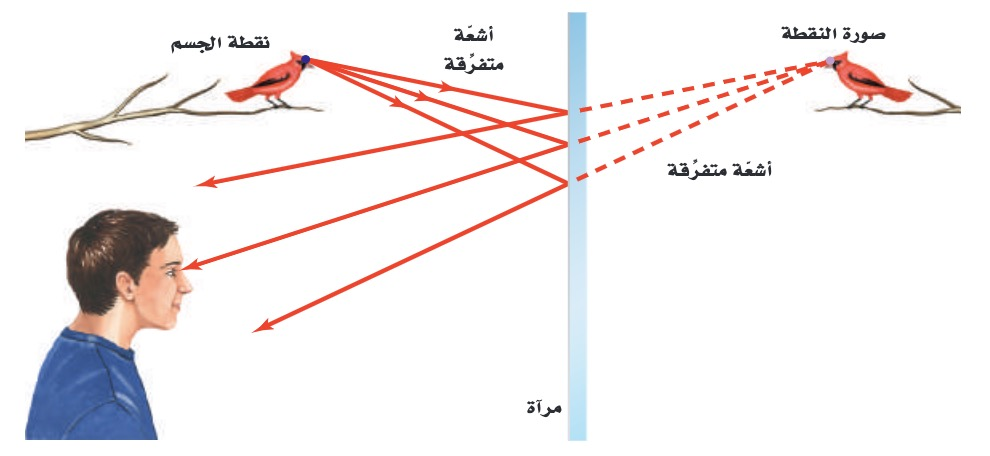 صورة النقطة
أشعَة
متفرِّقة
نقطة الجسم
أشعَة متفرِّقة
مرآة